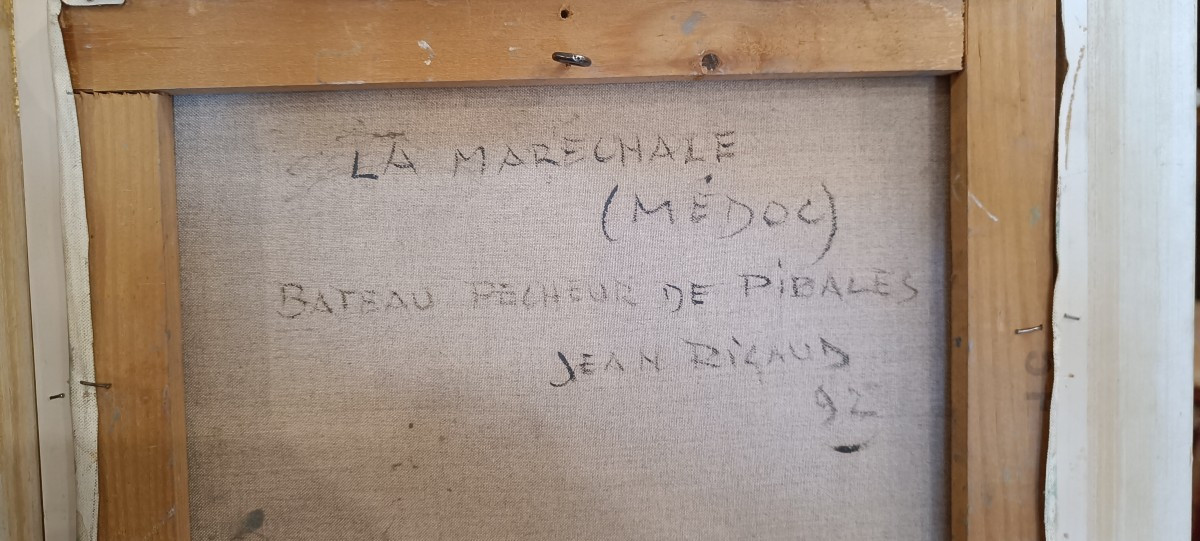 LA MARECHALE
(MÉDOC)
BATEAU PECHEUR DE PIBALES
JEAN RIGAUD
92